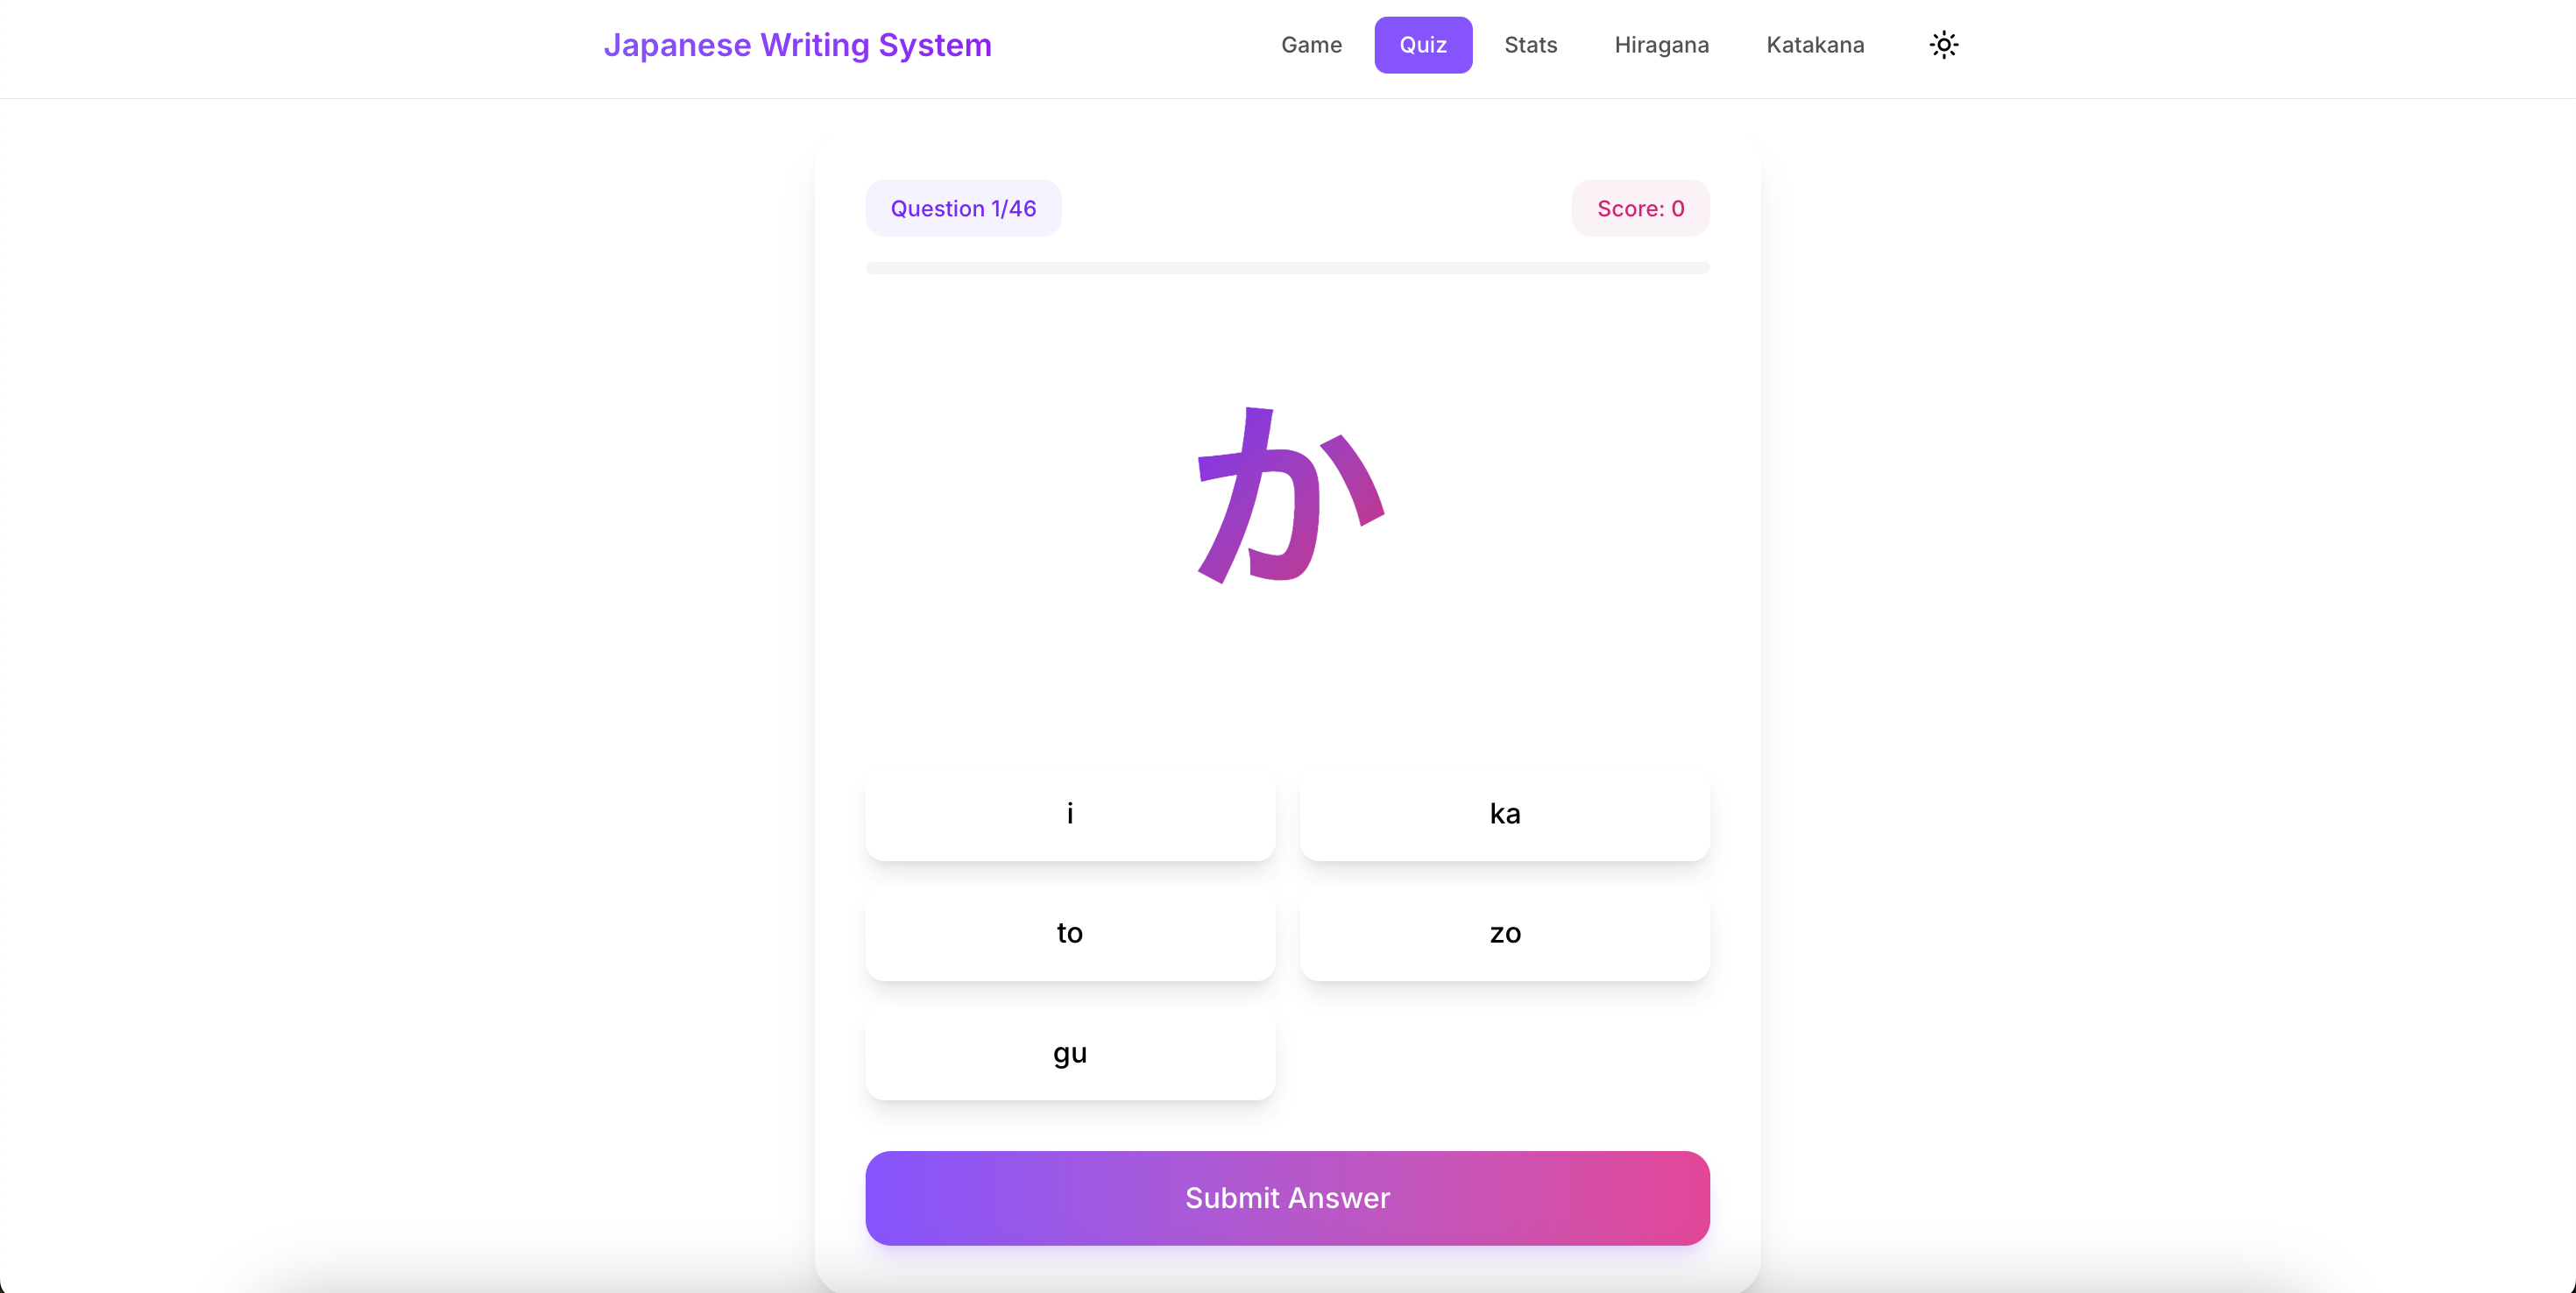 Japanese Writing System
Game Quiz Stats Hiragana Katakana
Question 1/46 Score: 0
か
i ka
to zo
gu
Submit Answer